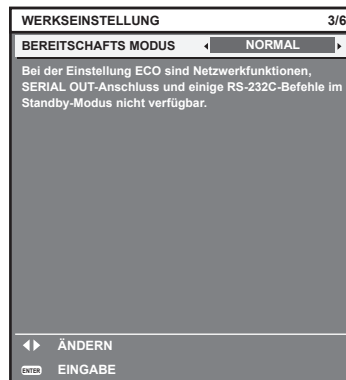 WERKSEINSTELLUNG 3/6
BEREITSCHAFTS MODUS NORMAL
Bei der Einstellung ECO sind Netzwerkfunktionen,
SERIAL OUT-Anschluss und einige RS-232C-Befehle im
Standby-Modus nicht verfügbar.
ÄNDERN
ENTER EINGABE